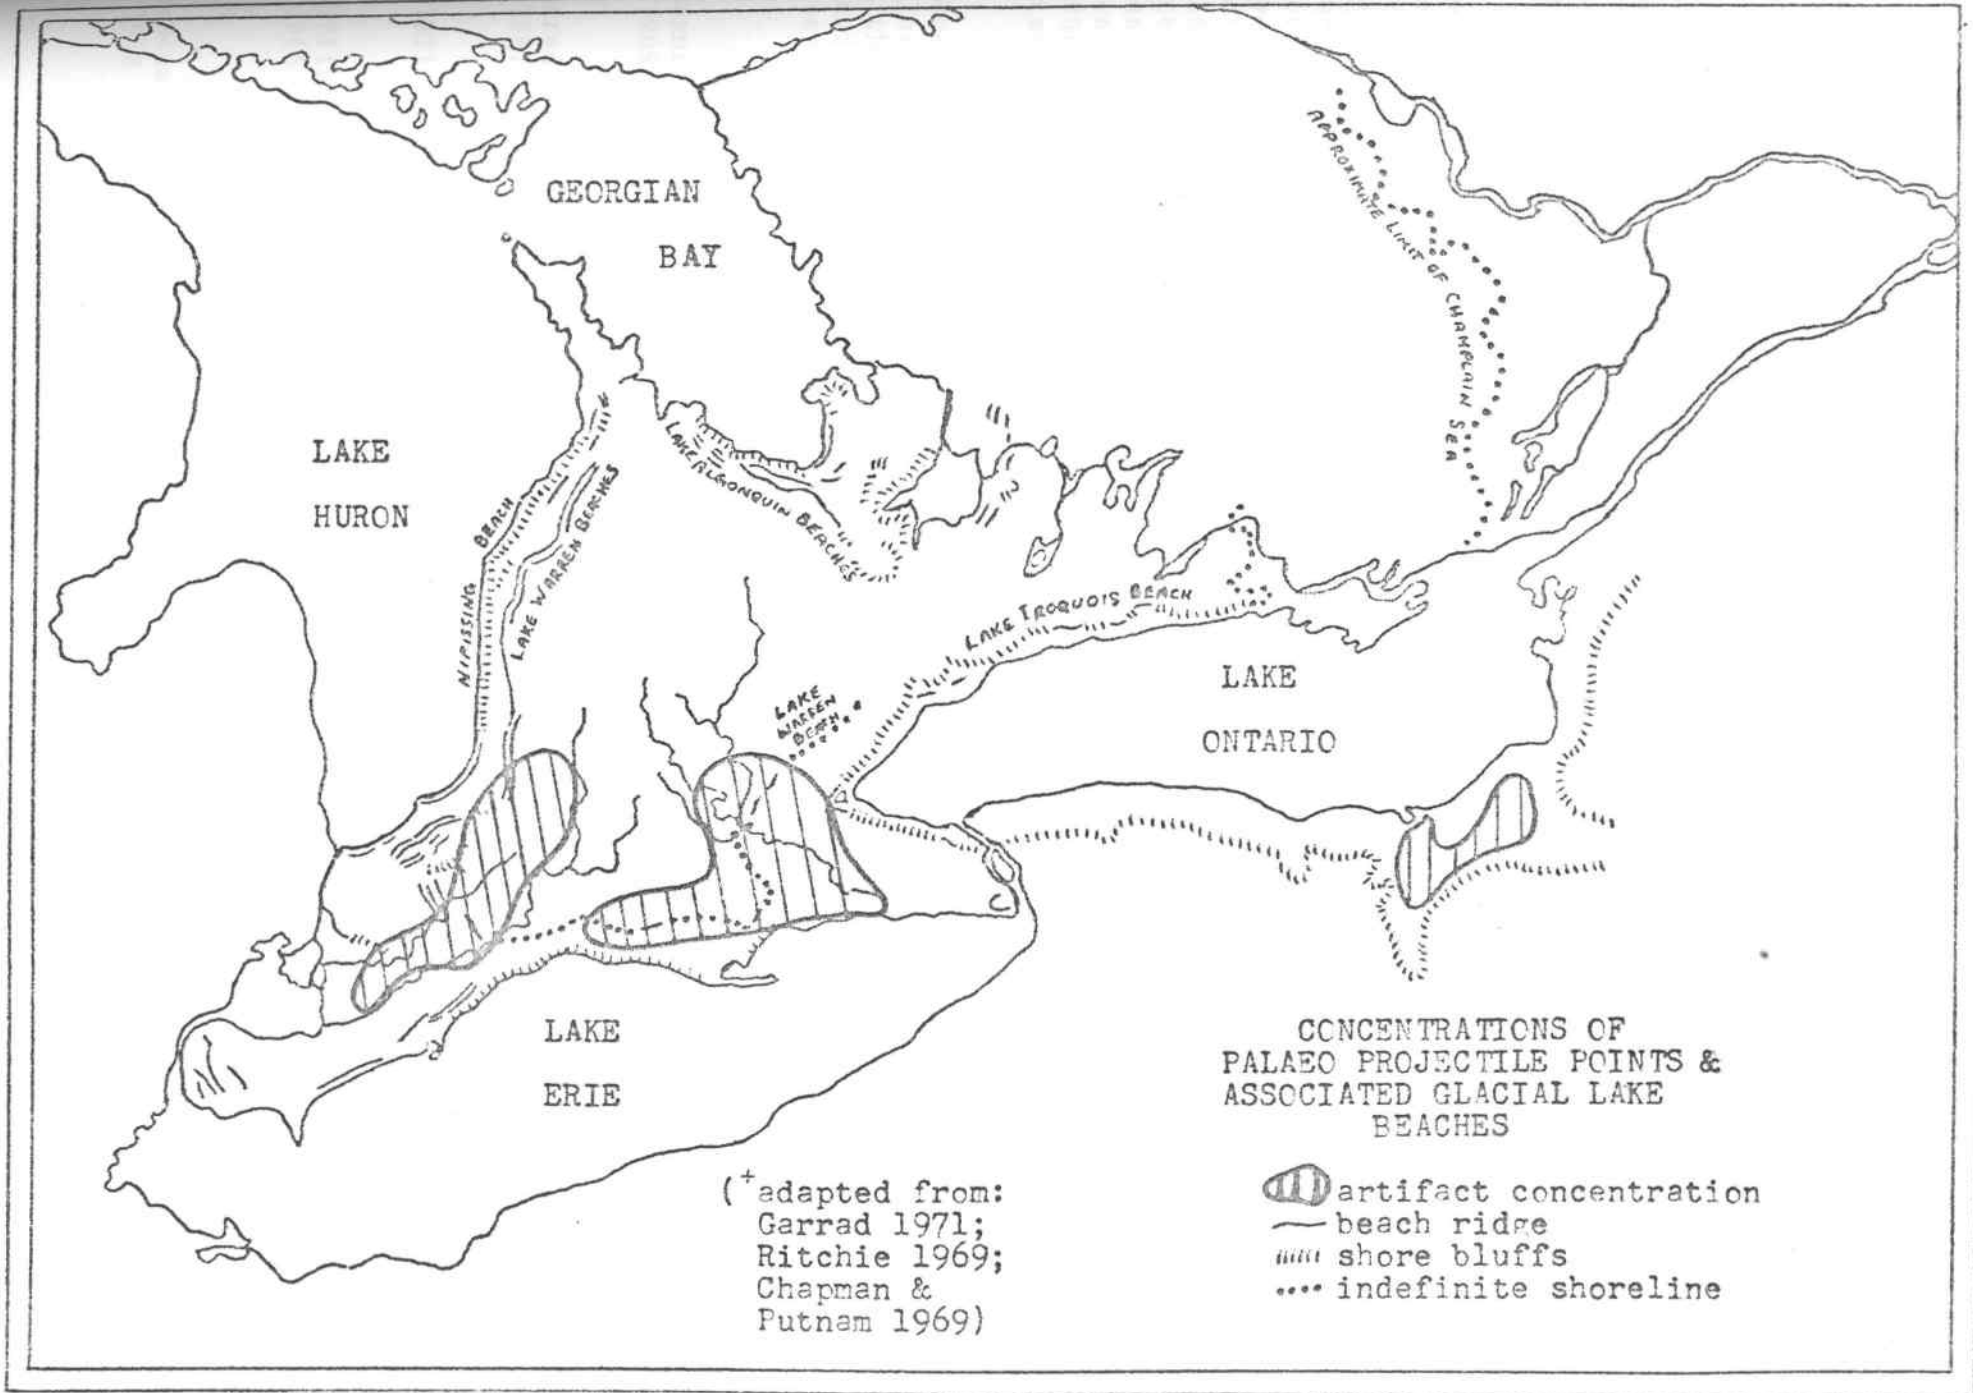 GEORGIAN
BAY
APPROXIMATE LIMIT OF CHAMPLAIN SEA
LAKE
HURON
LAKE ALGONQUIN BEACHES
NIPISSING BEACH
LAKE WARREN BEACHES
LAKE IROQUOIS BEACH
LAKE
WARREN
BEACH
LAKE
ONTARIO
LAKE
ERIE
CONCENTRATIONS OF
PALAEO PROJECTILE POINTS &
ASSOCIATED GLACIAL LAKE
BEACHES
artifact concentration
beach ridge
shore bluffs
indefinite shoreline
(+adapted from:
Garrad 1971;
Ritchie 1969;
Chapman &
Putnam 1969)